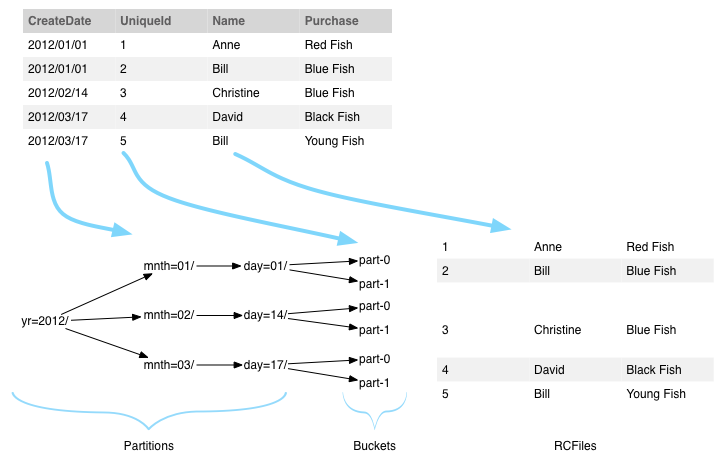 CreateDate UniqueId Name Purchase
2012/01/01 1 Anne Red Fish
2012/01/01 2 Bill Blue Fish
2012/02/14 3 Christine Blue Fish
2012/03/17 4 David Black Fish
2012/03/17 5 Bill Young Fish
yr=2012/
mnth=01/ day=01/ part-0
part-1
mnth=02/ day=14/ part-0
part-1
mnth=03/ day=17/ part-0
part-1
1 Anne Red Fish
2 Bill Blue Fish
3 Christine Blue Fish
4 David Black Fish
5 Bill Young Fish
Partitions Buckets RCFiles